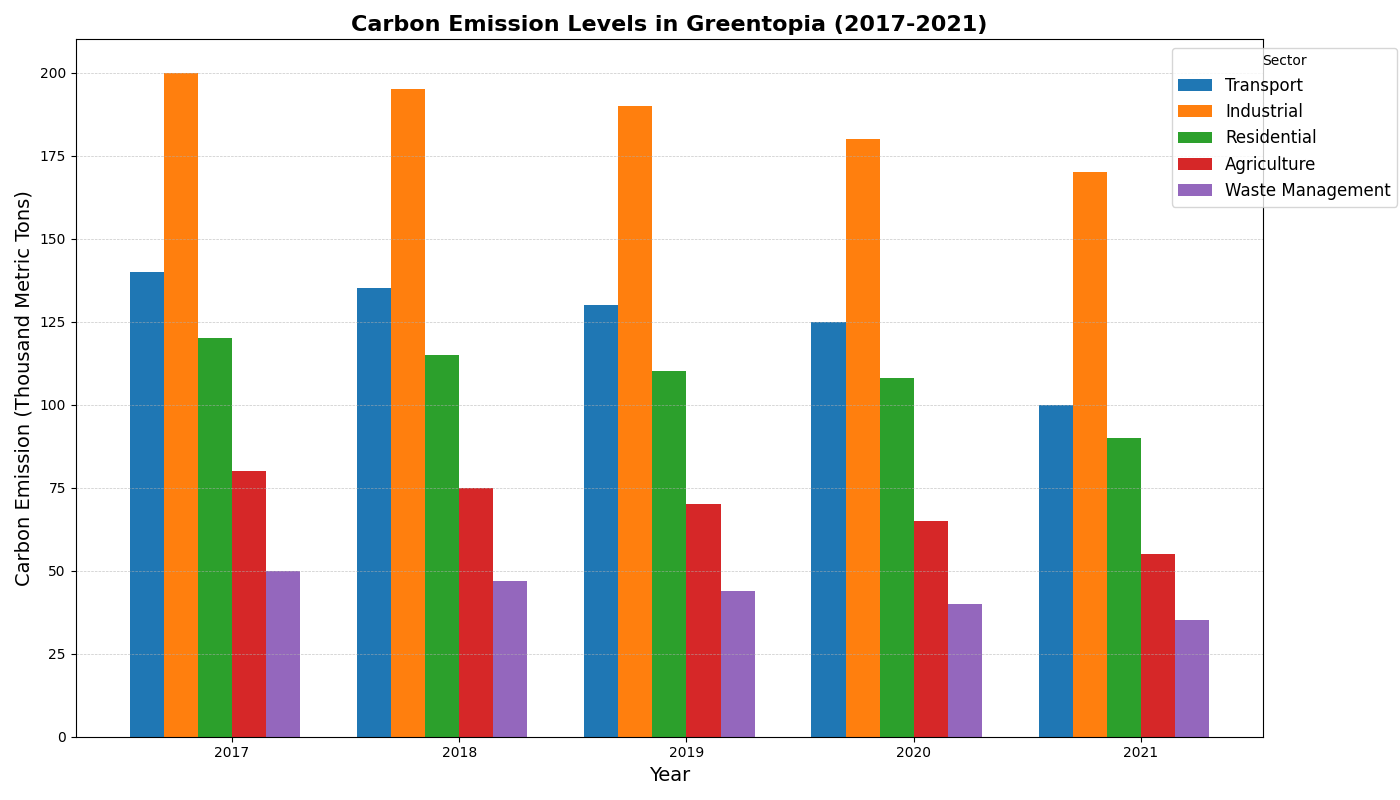 Carbon Emission Levels in Greentopia (2017-2021)
Carbon Emission (Thousand Metric Tons)
200
175
150
125
100
75
50
25
0
2017
2018
2019
2020
2021
Year
Sector
Transport
Industrial
Residential
Agriculture
Waste Management